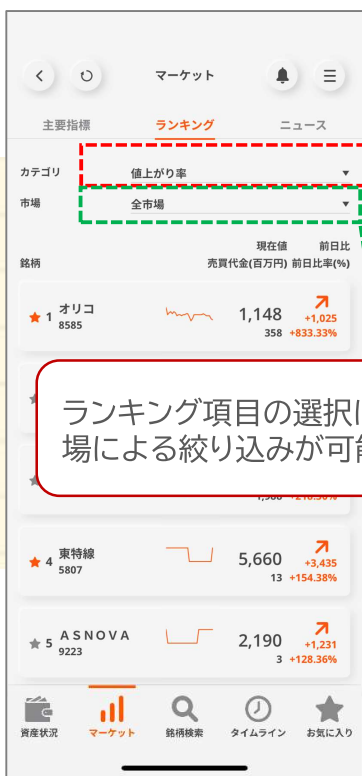 マーケット
主要指標 ランキング ニュース
カテゴリ 値上がり率 ▼
市場 全市場 ▼
現在値 前日比
銘柄 売買代金(百万円) 前日比率(%)
★ 1 オリコ 1,148 +1,025
8585 358 +833.33%
ランキング項目の選択
場による絞り込みが可
★ 4 東特線 5,660 +3,435
5807 13 +154.38%
★ 5 ASNOVA 2,190 +1,231
9223 3 +128.36%
資産状況 マーケット 銘柄検索 タイムライン お気に入り